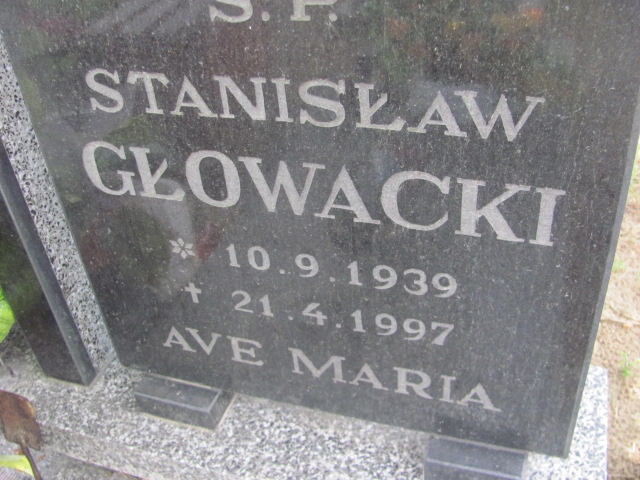 Ś.P.
STANISŁAW
GŁOWACKI
* 10.9.1939
✝ 21.4.1997
AVE MARIA